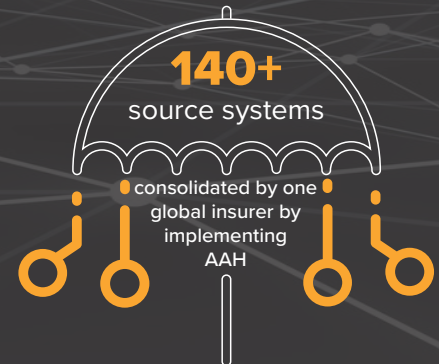 140+
source systems
consolidated by one
global insurer by
implementing
AAH